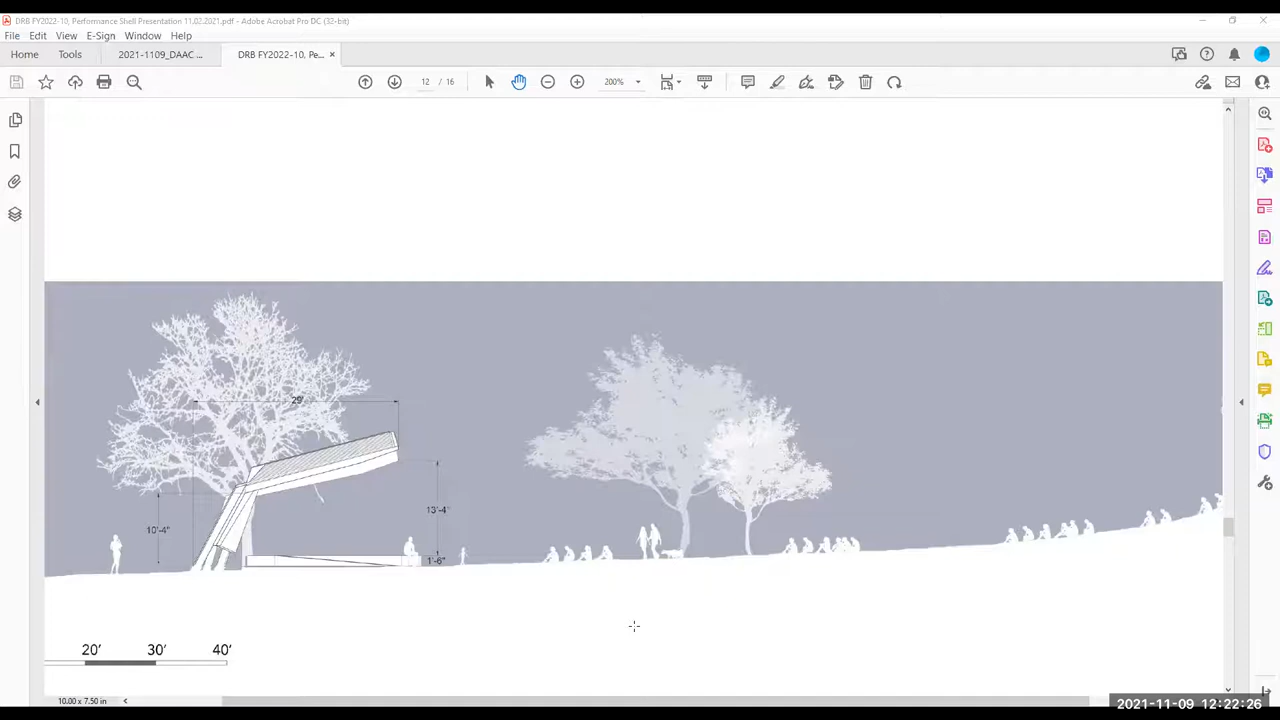 DRB FY2022-10, Performance Shell Presentation 11.02.2021.pdf - Adobe Acrobat Pro DC (32-bit)
File Edit View E-Sign Window Help
Home Tools 2021-1109_DAAC ... DRB FY2022-10, Pe... ×
12 / 16 200%
29'
10'-4"
13'-4"
1'-6"
20' 30' 40'
10.00 x 7.50 in
2021-11-09 12:22:26